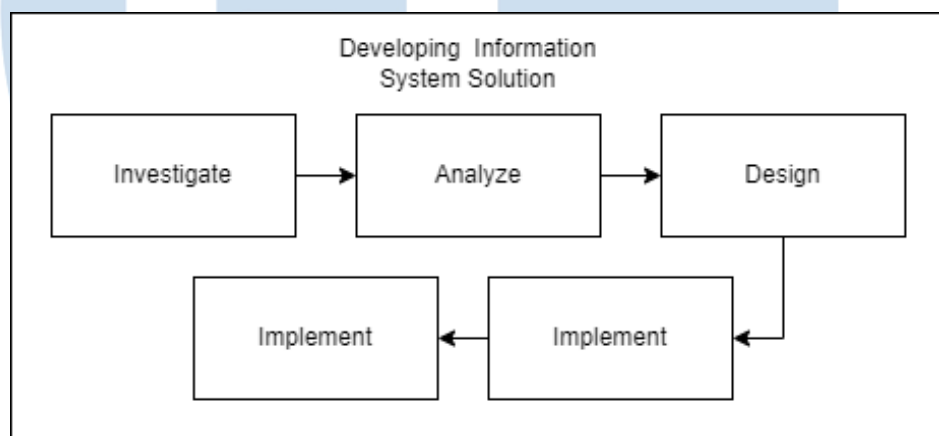 Developing Information
System Solution
Investigate
Analyze
Design
Implement
Implement